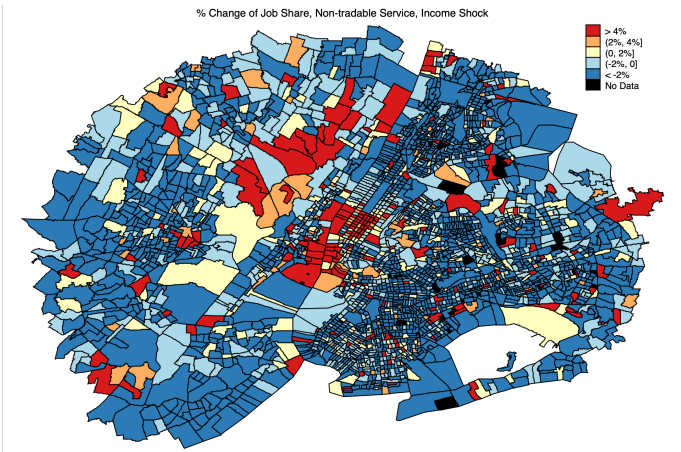 % Change of Job Share, Non-tradable Service, Income Shock
> 4%
(2%, 4%]
(0, 2%]
(-2%, 0]
< -2%
No Data